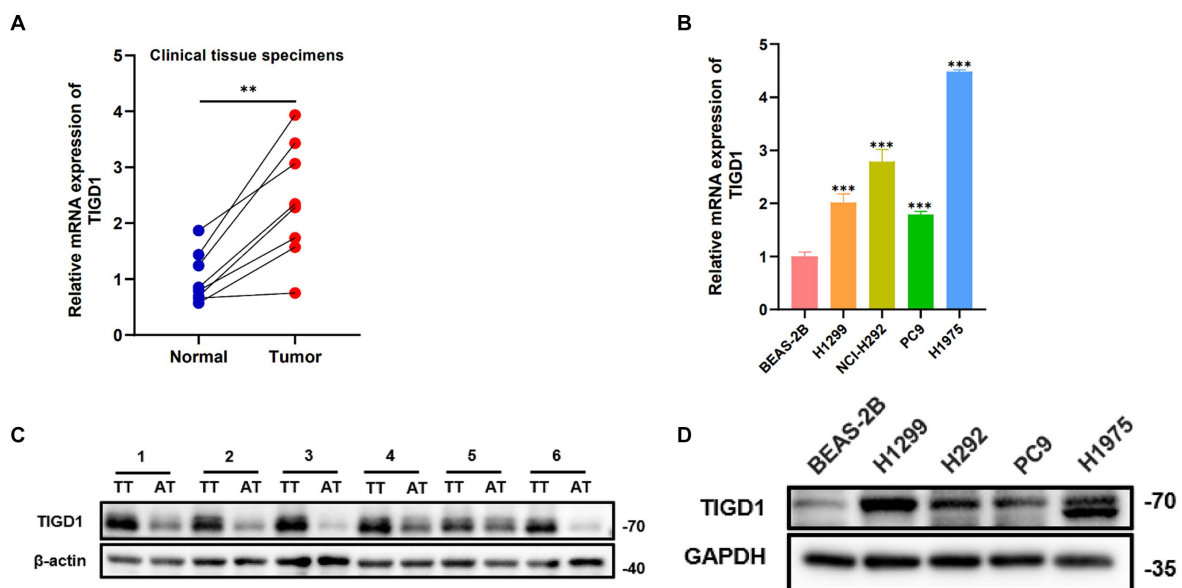 A
Clinical tissue specimens
**
Relative mRNA expression of
TIGD1
5
4
3
2
1
0
Normal Tumor
B
Relative mRNA expression of
TIGD1
5
4
3
2
1
0
*** *** *** ***
BEAS-2B H1299 NCI-H292 PC9 H1975
C
1 2 3 4 5 6
TT AT TT AT TT AT TT AT TT AT TT AT
TIGD1 -70
β-actin -40
D
BEAS-2B H1299 H292 PC9 H1975
TIGD1 -70
GAPDH -35